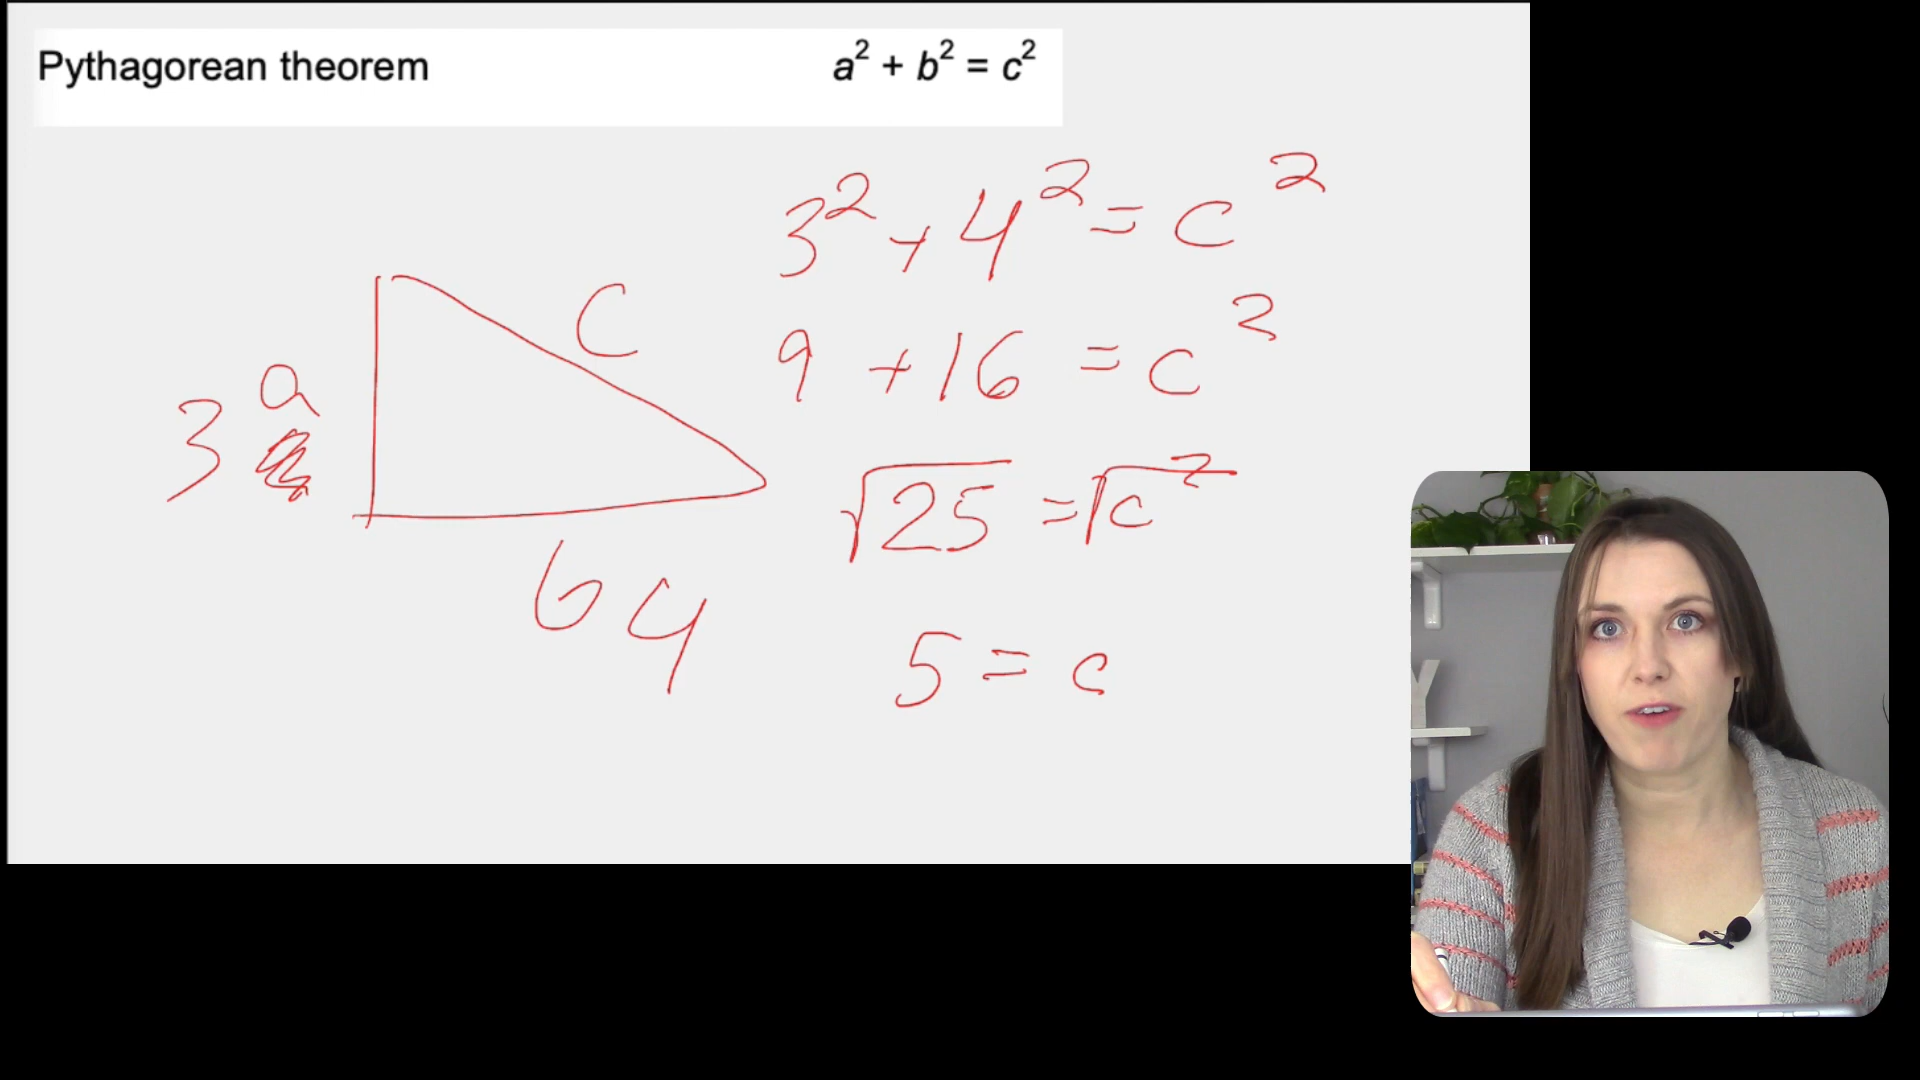 Pythagorean theorem a² + b² = c²
3² + 4² = c²
c
9 + 16 = c²
a
3
√25 = √c²
b 4
5 = c
Y